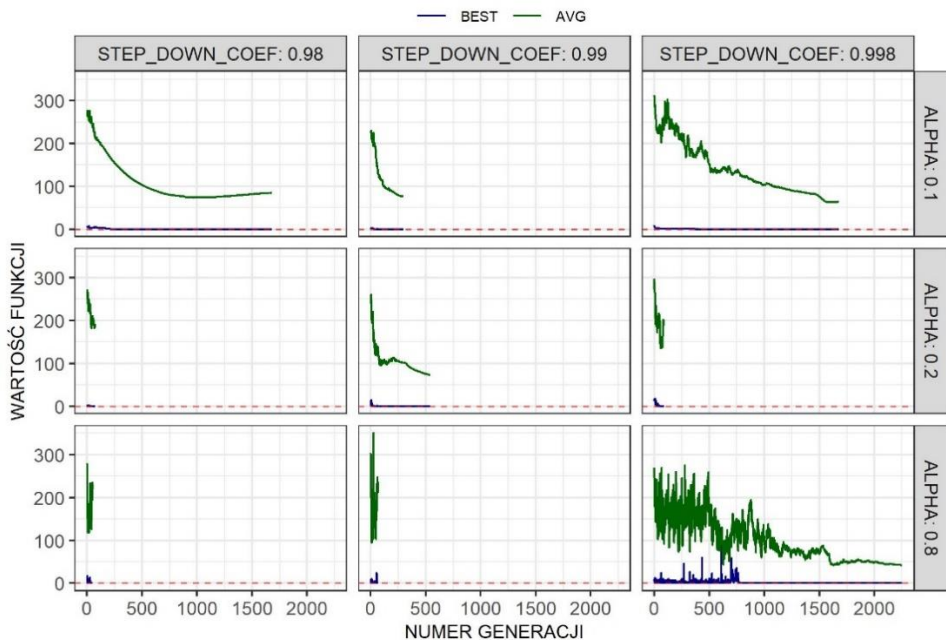 BEST AVG
STEP_DOWN_COEF: 0.98 STEP_DOWN_COEF: 0.99 STEP_DOWN_COEF: 0.998
300
200
100
0
ALPHA: 0.1
300
200
100
0
ALPHA: 0.2
300
200
100
0
ALPHA: 0.8
WARTOŚĆ FUNKCJI
0 500 1000 1500 2000 0 500 1000 1500 2000 0 500 1000 1500 2000
NUMER GENERACJI